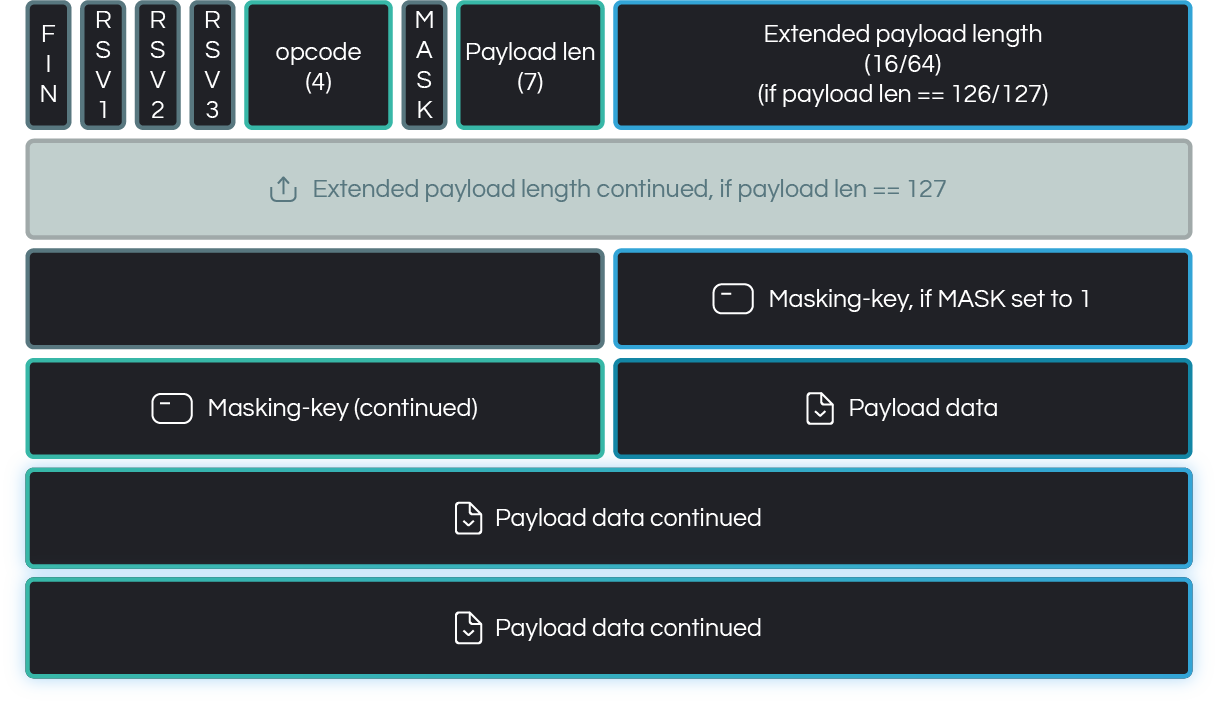 FIN
RSV1
RSV2
RSV3
opcode
(4)
MASK
Payload len
(7)
Extended payload length
(16/64)
(if payload len == 126/127)
Extended payload length continued, if payload len == 127
Masking-key, if MASK set to 1
Masking-key (continued)
Payload data
Payload data continued
Payload data continued